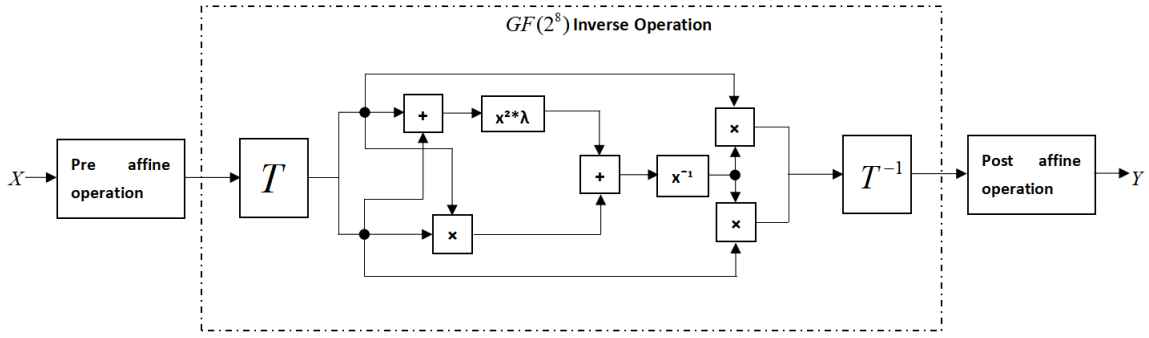 GF(2⁸) Inverse Operation
X
Pre affine
operation
T
+
x²*λ
×
+
x⁻¹
×
×
T⁻¹
Post affine
operation
Y